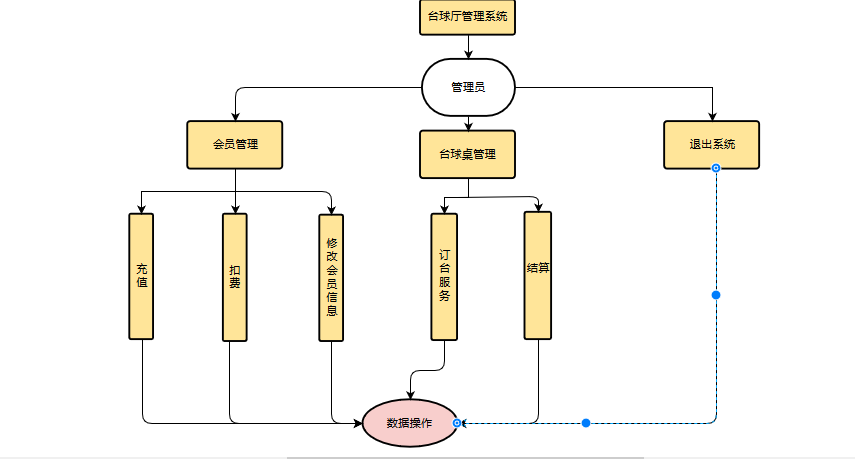 台球厅管理系统
管理员
会员管理
台球桌管理
退出系统
充值
扣费
修改会员信息
订台服务
结算
数据操作